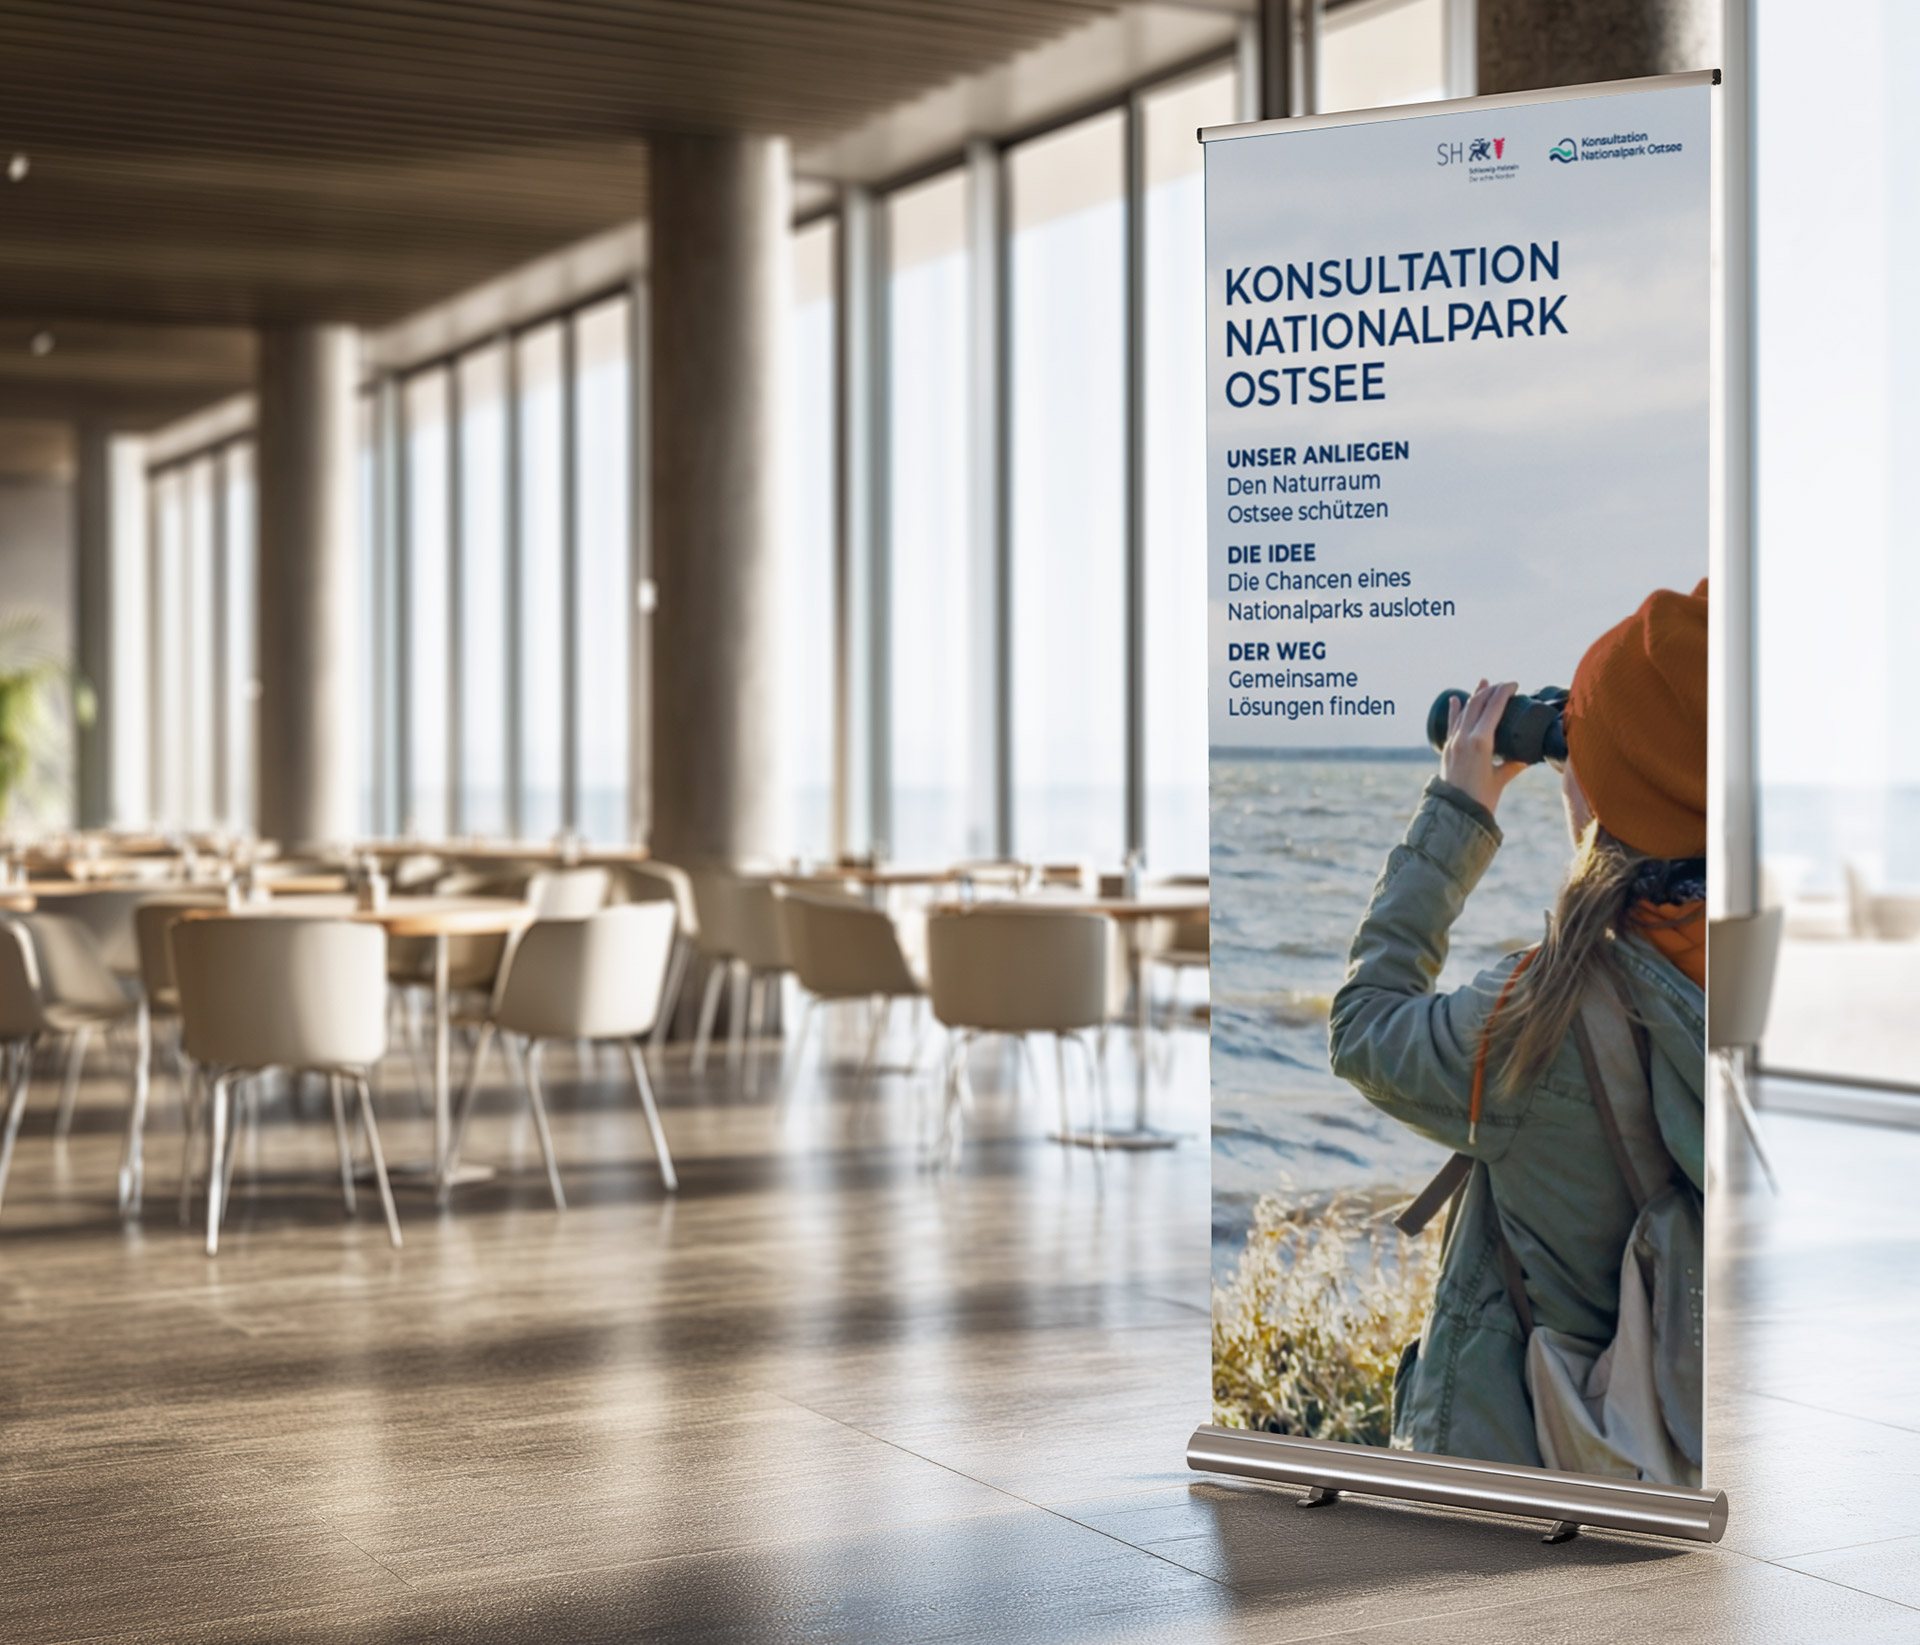 SH
Schleswig-Holstein
Der echte Norden
Konsultation
Nationalpark Ostsee
KONSULTATION
NATIONALPARK
OSTSEE
UNSER ANLIEGEN
Den Naturraum
Ostsee schützen
DIE IDEE
Die Chancen eines
Nationalparks ausloten
DER WEG
Gemeinsame
Lösungen finden